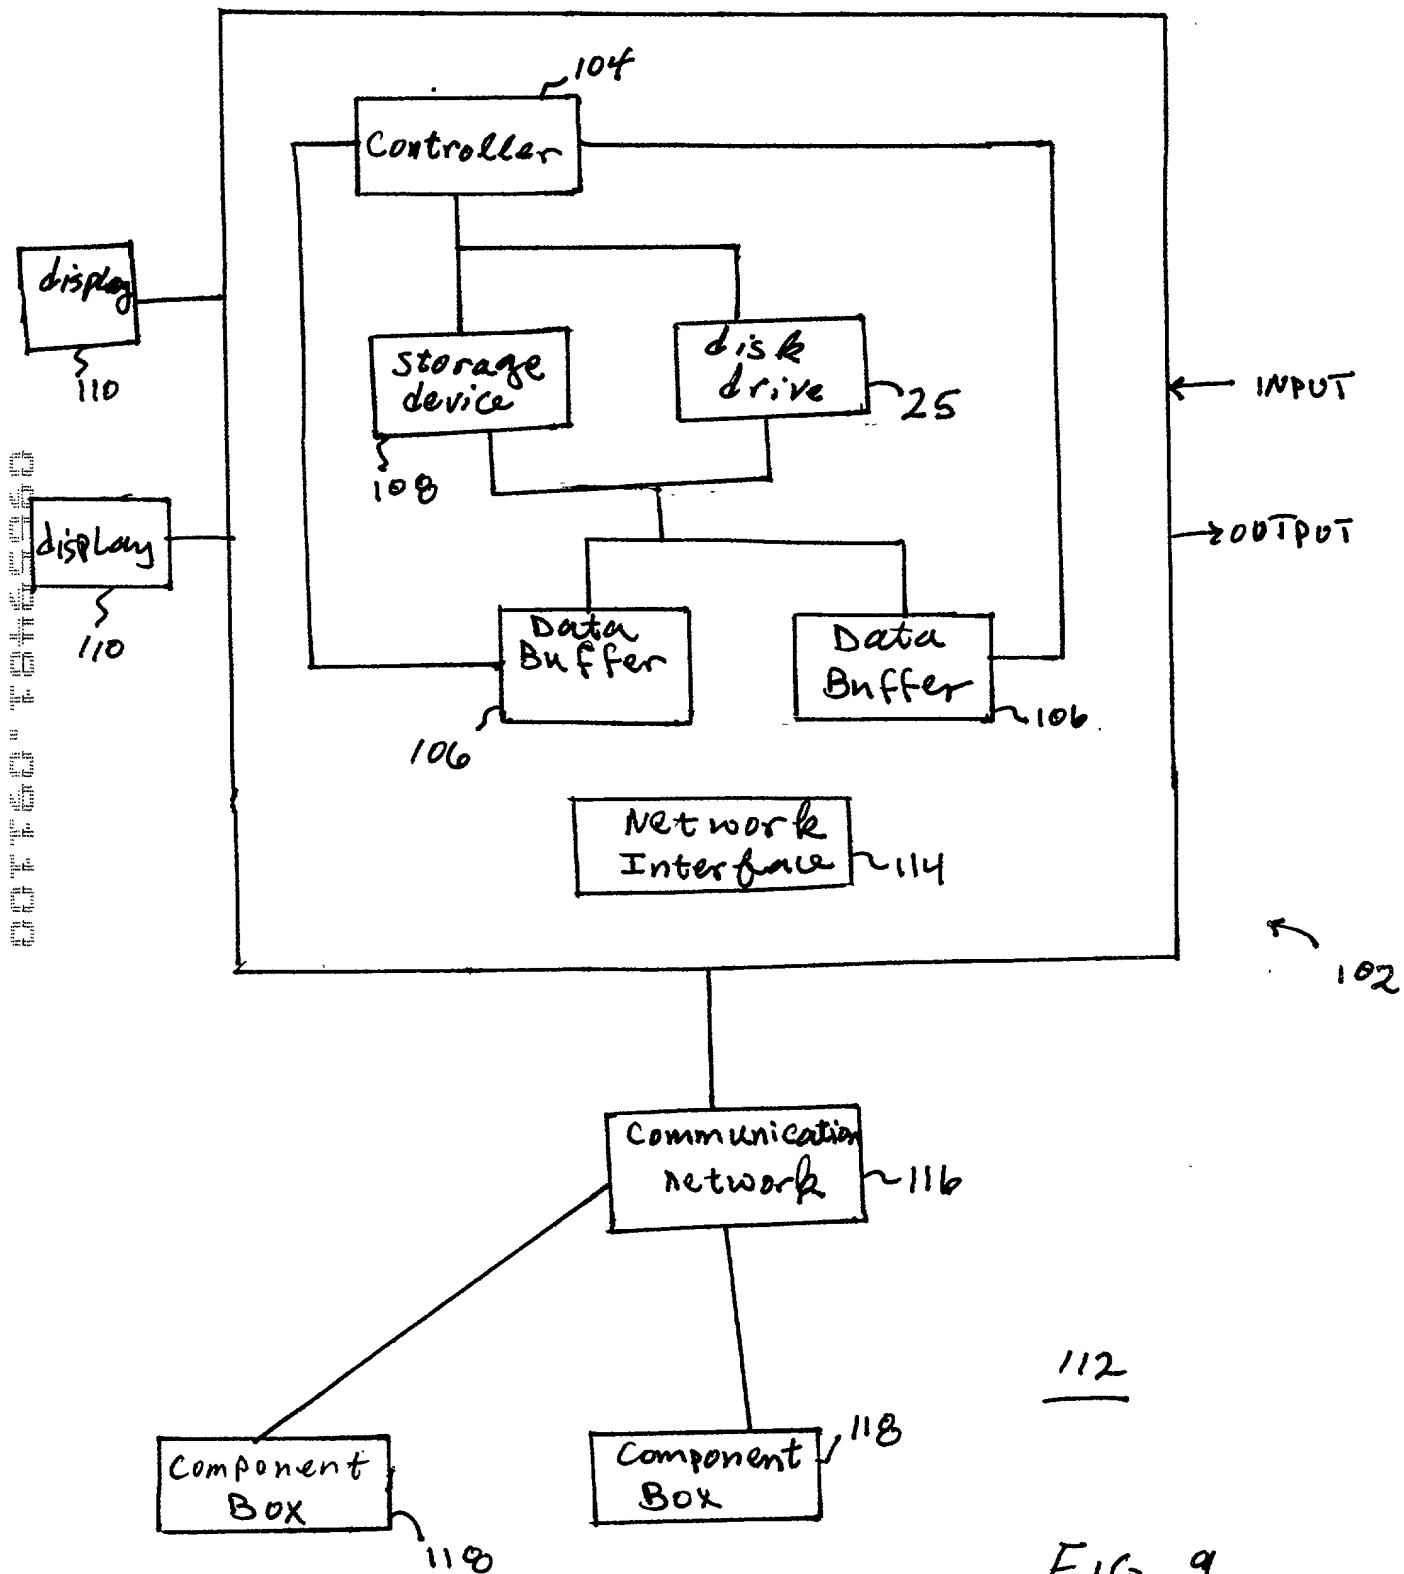 104
Controller
display
110
storage
device
108
disk
drive
25
INPUT
display
110
OUTPUT
Data
Buffer
106
Data
Buffer
106
Network
Interface
114
102
Communication
network
116
112
Component
Box
118
Component
Box
118
FIG. 9